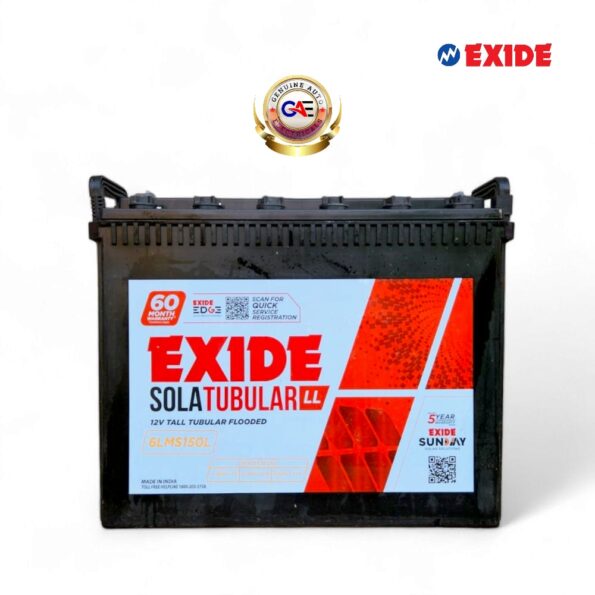 EXIDE
GENUINE AUTO
GAE
60
MONTH
WARRANTY*
EXIDE
EDGE
SCAN FOR
QUICK
SERVICE
REGISTRATION
EXIDE
SOLATUBULAR LL
12V TALL TUBULAR FLOODED
6LMS150L
5 YEAR
EXIDE
SUNDAY
MADE IN INDIA